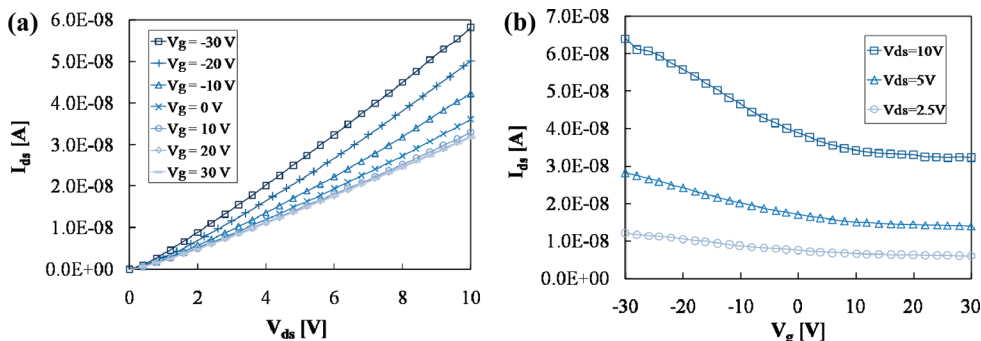 (a)
6.0E-08
5.0E-08
4.0E-08
3.0E-08
2.0E-08
1.0E-08
0.0E+00
I_ds [A]
Vg = -30 V
Vg = -20 V
Vg = -10 V
Vg = 0 V
Vg = 10 V
Vg = 20 V
Vg = 30 V
0 2 4 6 8 10
V_ds [V]
(b)
7.0E-08
6.0E-08
5.0E-08
4.0E-08
3.0E-08
2.0E-08
1.0E-08
0.0E+00
I_ds [A]
Vds=10V
Vds=5V
Vds=2.5V
-30 -20 -10 0 10 20 30
V_g [V]